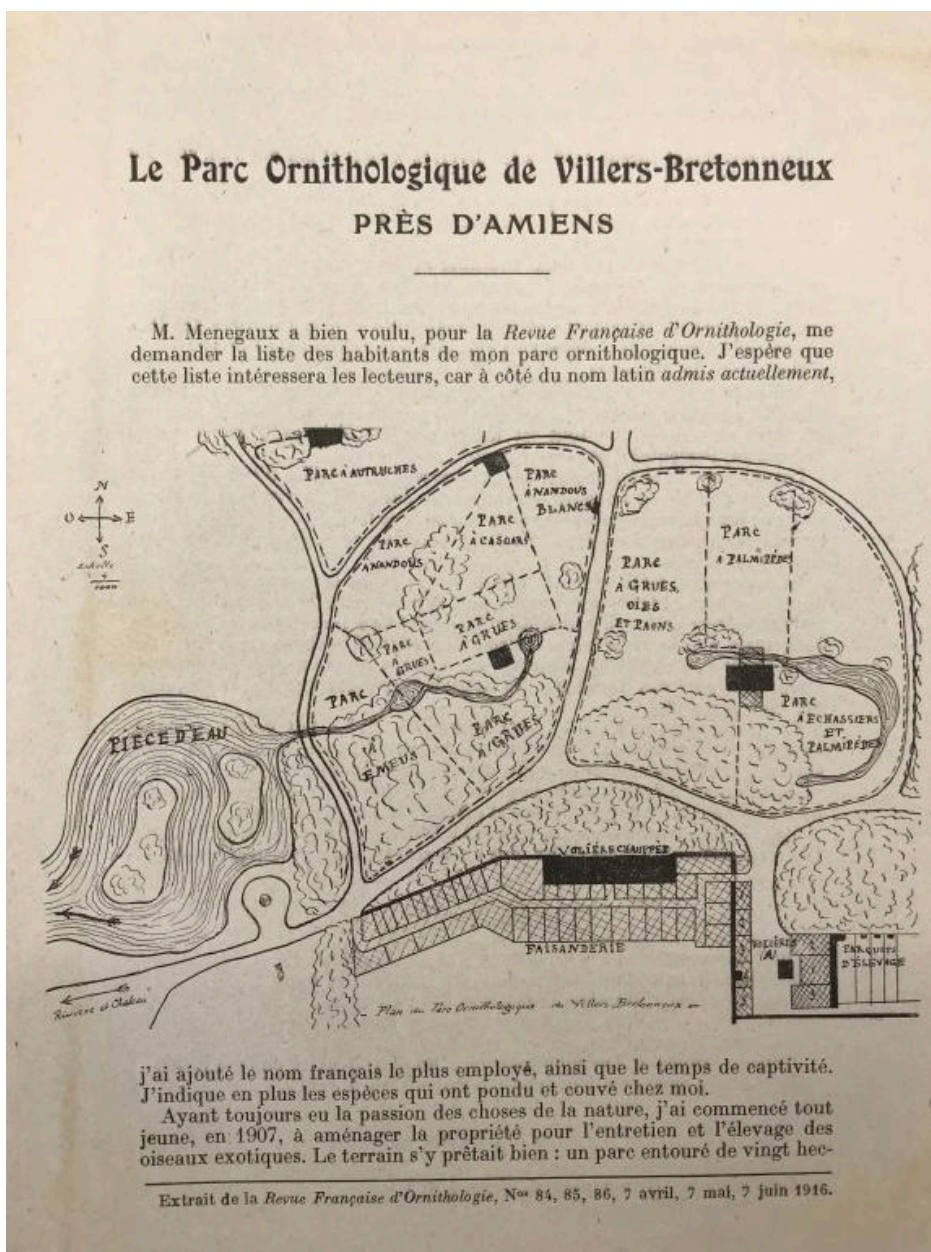 Le Parc Ornithologique de Villers-Bretonneux
PRÈS D'AMIENS
M. Menegaux a bien voulu, pour la Revue Française d'Ornithologie, me
demander la liste des habitants de mon parc ornithologique. J'espère que
cette liste intéressera les lecteurs, car à côté du nom latin admis actuellement,
N
O E
S
PARC À AUTRUCHES
PARC
À NANDOUS
BLANCS
PARC
À CASOARS
PARC
À NANDOUS
PARC
À GRUES
PARC
À GRUES
PARC
À GRUES,
OIES
ET PAONS
PARC
À PALMIPÈDES
PARC
À ECHASSIERS
ET
PALMIPÈDES
PARC
À
EMEUS
PARC
À GRUES
PIÈCE D'EAU
VOLIÈRE CHAUFFÉE
FAISANDERIE
VOLIÈRES
(A)
PARQUETS
D'ÉLEVAGE
Plan du Parc Ornithologique de Villers Bretonneux
j'ai ajouté le nom français le plus employé, ainsi que le temps de captivité.
J'indique en plus les espèces qui ont pondu et couvé chez moi.
Ayant toujours eu la passion des choses de la nature, j'ai commencé tout
jeune, en 1907, à aménager la propriété pour l'entretien et l'élevage des
oiseaux exotiques. Le terrain s'y prêtait bien : un parc entouré de vingt hec-
Extrait de la Revue Française d'Ornithologie, Nos 84, 85, 86, 7 avril, 7 mai, 7 juin 1916.